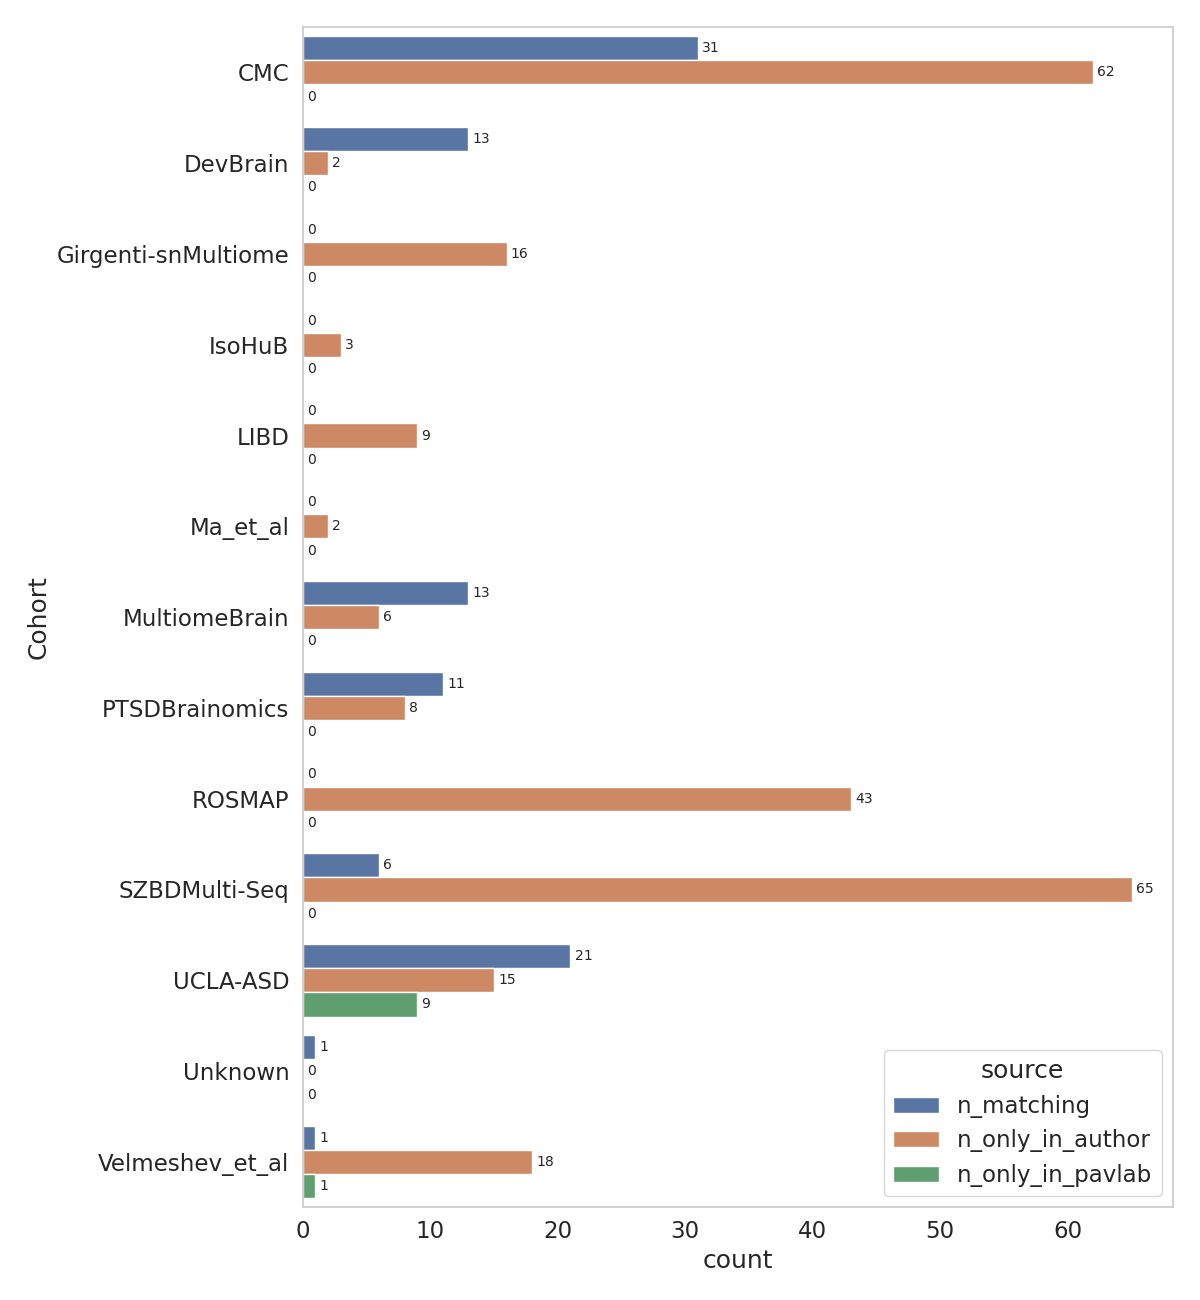 CMC
31
62
0
DevBrain
13
2
0
Girgenti-snMultiome
0
16
0
IsoHuB
0
3
0
LIBD
0
9
0
Ma_et_al
0
2
0
MultiomeBrain
13
6
0
PTSDBrainomics
11
8
0
ROSMAP
0
43
0
SZBDMulti-Seq
6
65
0
UCLA-ASD
21
15
9
Unknown
1
0
0
Velmeshev_et_al
1
18
1
Cohort
0 10 20 30 40 50 60
count
source
n_matching
n_only_in_author
n_only_in_pavlab